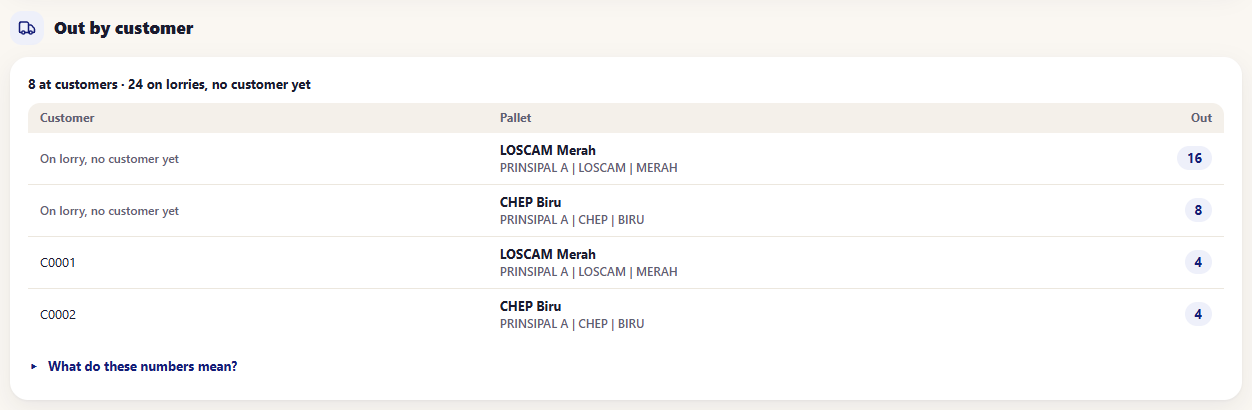 Out by customer
8 at customers · 24 on lorries, no customer yet
Customer Pallet Out
On lorry, no customer yet LOSCAM Merah 16
PRINSIPAL A | LOSCAM | MERAH
On lorry, no customer yet CHEP Biru 8
PRINSIPAL A | CHEP | BIRU
C0001 LOSCAM Merah 4
PRINSIPAL A | LOSCAM | MERAH
C0002 CHEP Biru 4
PRINSIPAL A | CHEP | BIRU
What do these numbers mean?